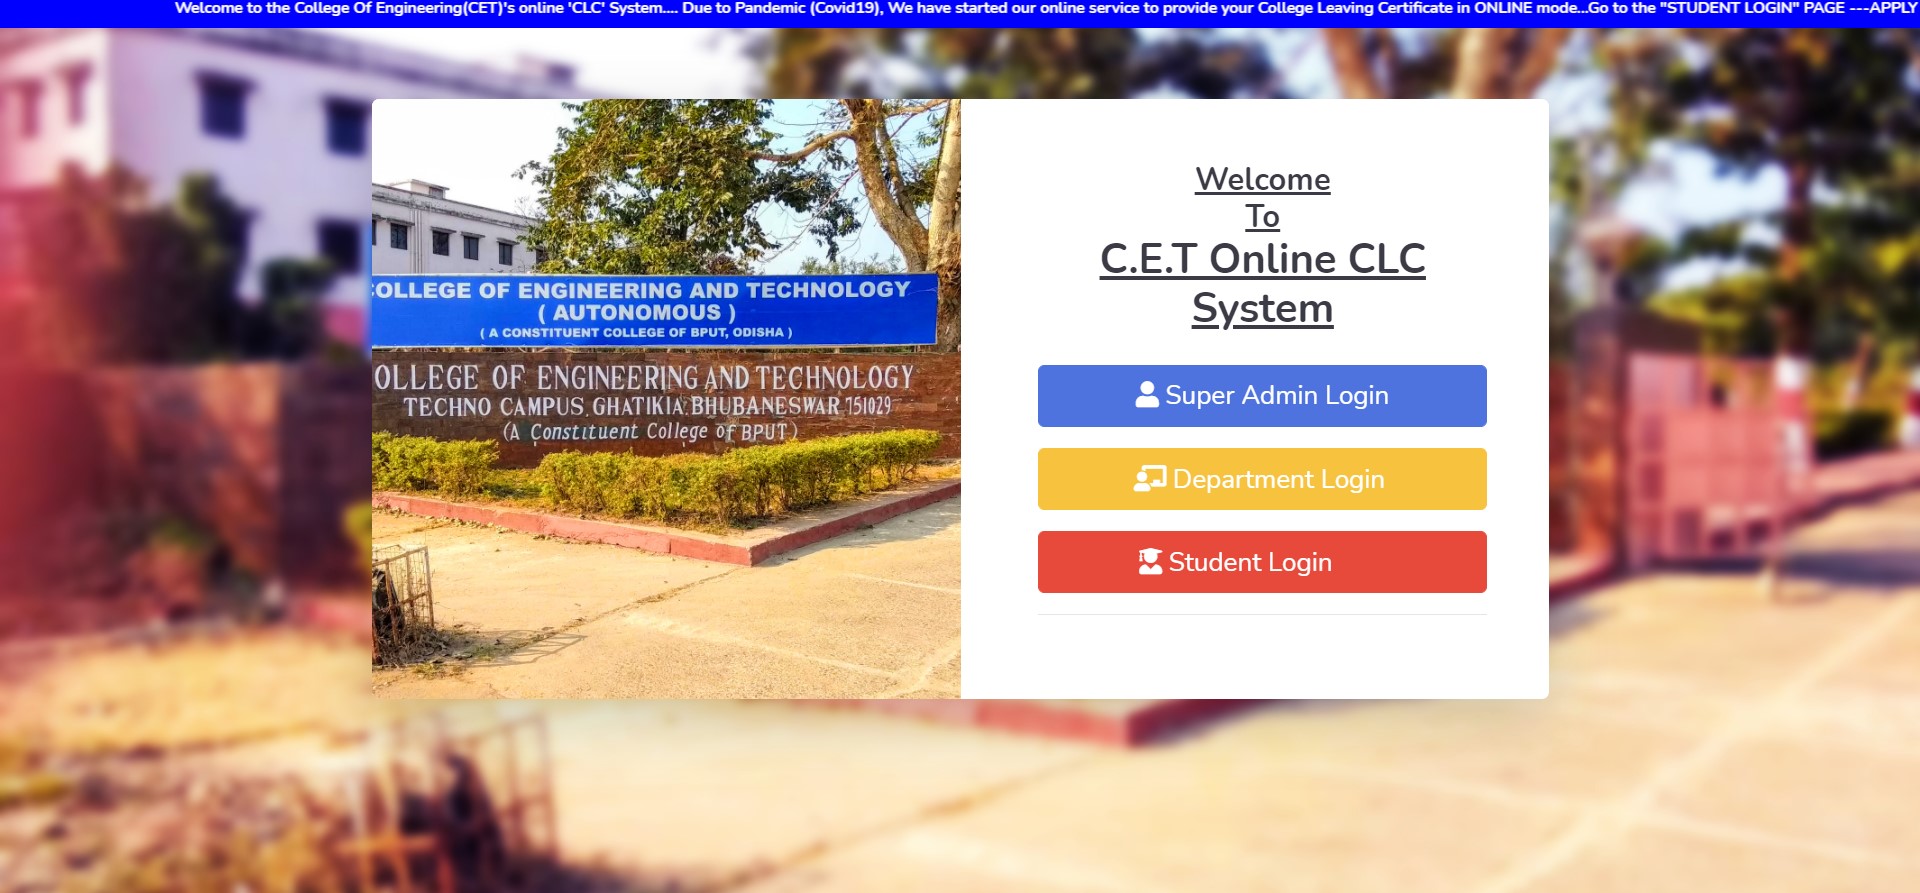 Welcome to the College Of Engineering(CET)'s online 'CLC' System.... Due to Pandemic (Covid19), We have started our online service to provide your College Leaving Certificate in ONLINE mode...Go to the "STUDENT LOGIN" PAGE ---APPLY
COLLEGE OF ENGINEERING AND TECHNOLOGY
( AUTONOMOUS )
( A CONSTITUENT COLLEGE OF BPUT, ODISHA )
OLLEGE OF ENGINEERING AND TECHNOLOGY
TECHNO CAMPUS, GHATIKIA, BHUBANESWAR 751029
(A Constituent College of BPUT)
Welcome
To
C.E.T Online CLC
System
Super Admin Login
Department Login
Student Login